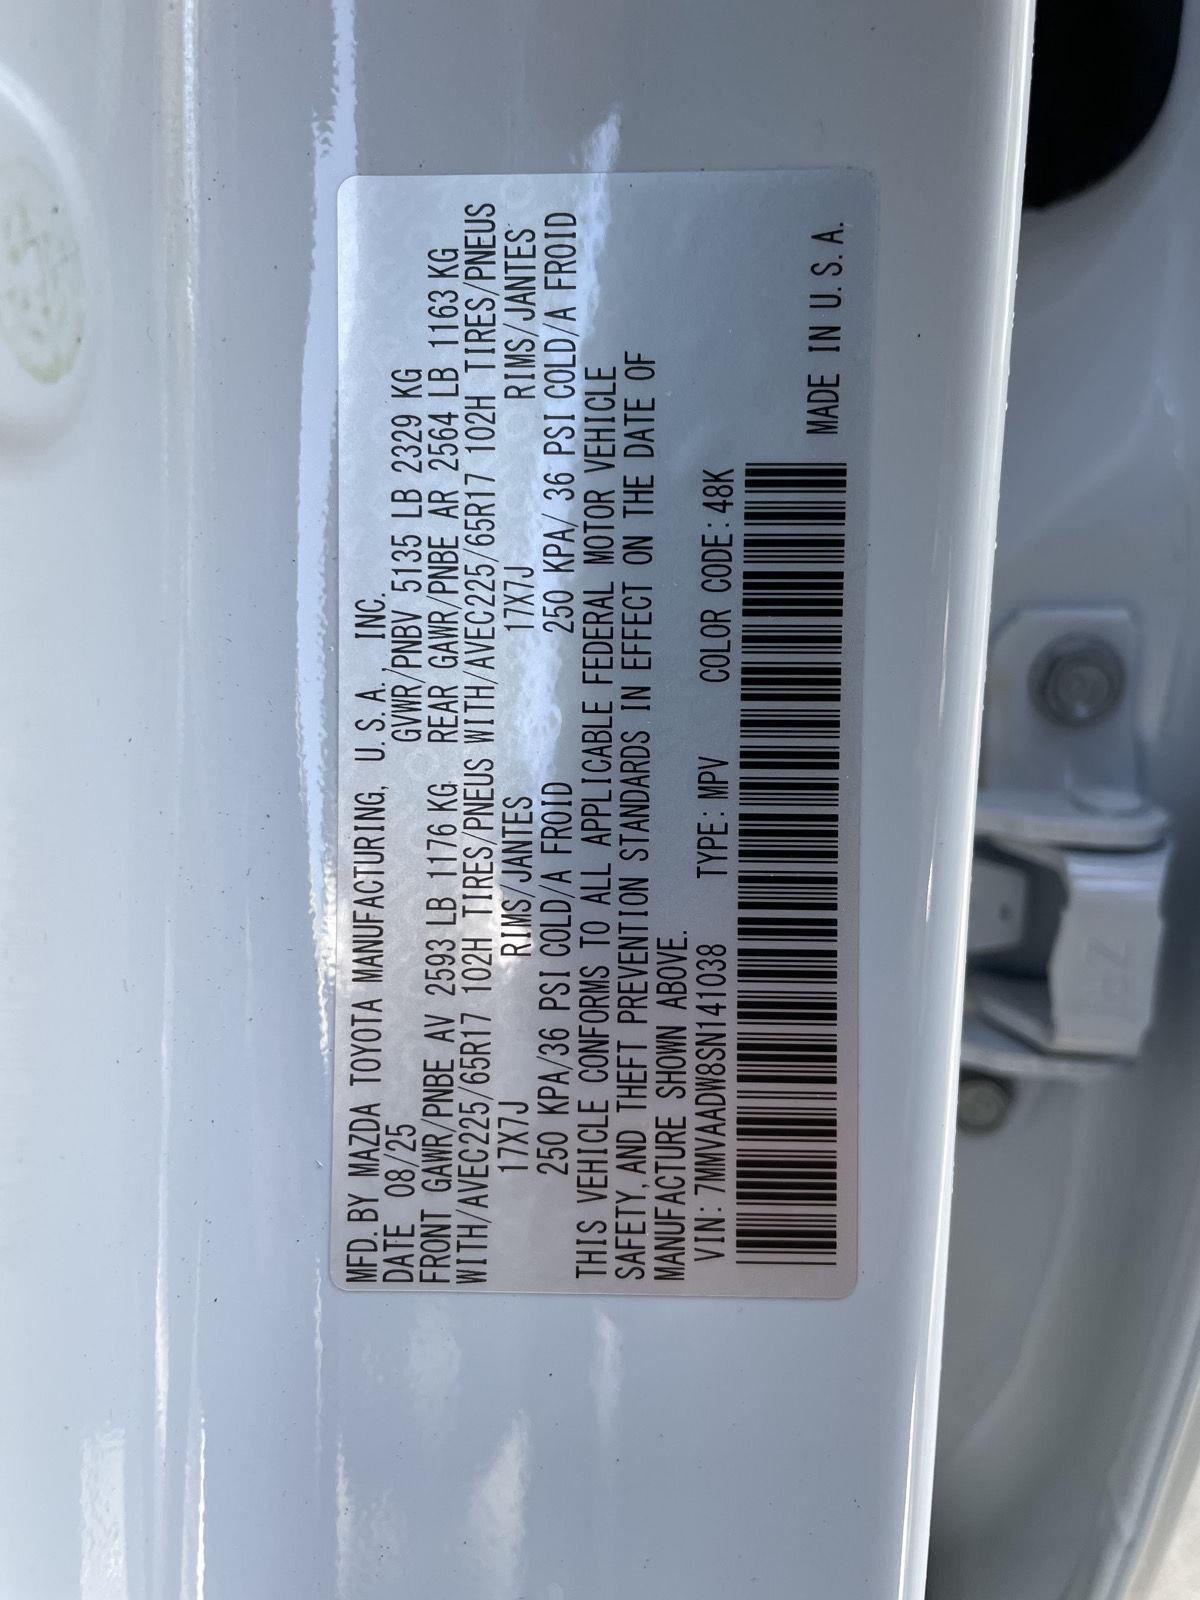 MFD. BY MAZDA TOYOTA MANUFACTURING, U. S. A. INC.
DATE 08/25 GVWR/PNBV 5135 LB 2329 KG
FRONT GAWR/PNBE AV 2593 LB 1176 KG REAR GAWR/PNBE AR 2564 LB 1163 KG
WITH/AVEC225/65R17 102H TIRES/PNEUS WITH/AVEC225/65R17 102H TIRES/PNEUS
17X7J RIMS/JANTES 17X7J RIMS/JANTES
250 KPA/36 PSI COLD/A FROID 250 KPA/ 36 PSI COLD/A FROID
THIS VEHICLE CONFORMS TO ALL APPLICABLE FEDERAL MOTOR VEHICLE
SAFETY, AND THEFT PREVENTION STANDARDS IN EFFECT ON THE DATE OF
MANUFACTURE SHOWN ABOVE.
VIN: 7MMVAADW8SN141038 TYPE: MPV COLOR CODE: 48K
MADE IN U. S. A.